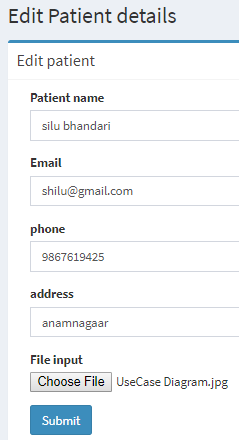 Edit Patient details
Edit patient
Patient name
silu bhandari
Email
shilu@gmail.com
phone
9867619425
address
anamnagaar
File input
Choose File UseCase Diagram.jpg
Submit